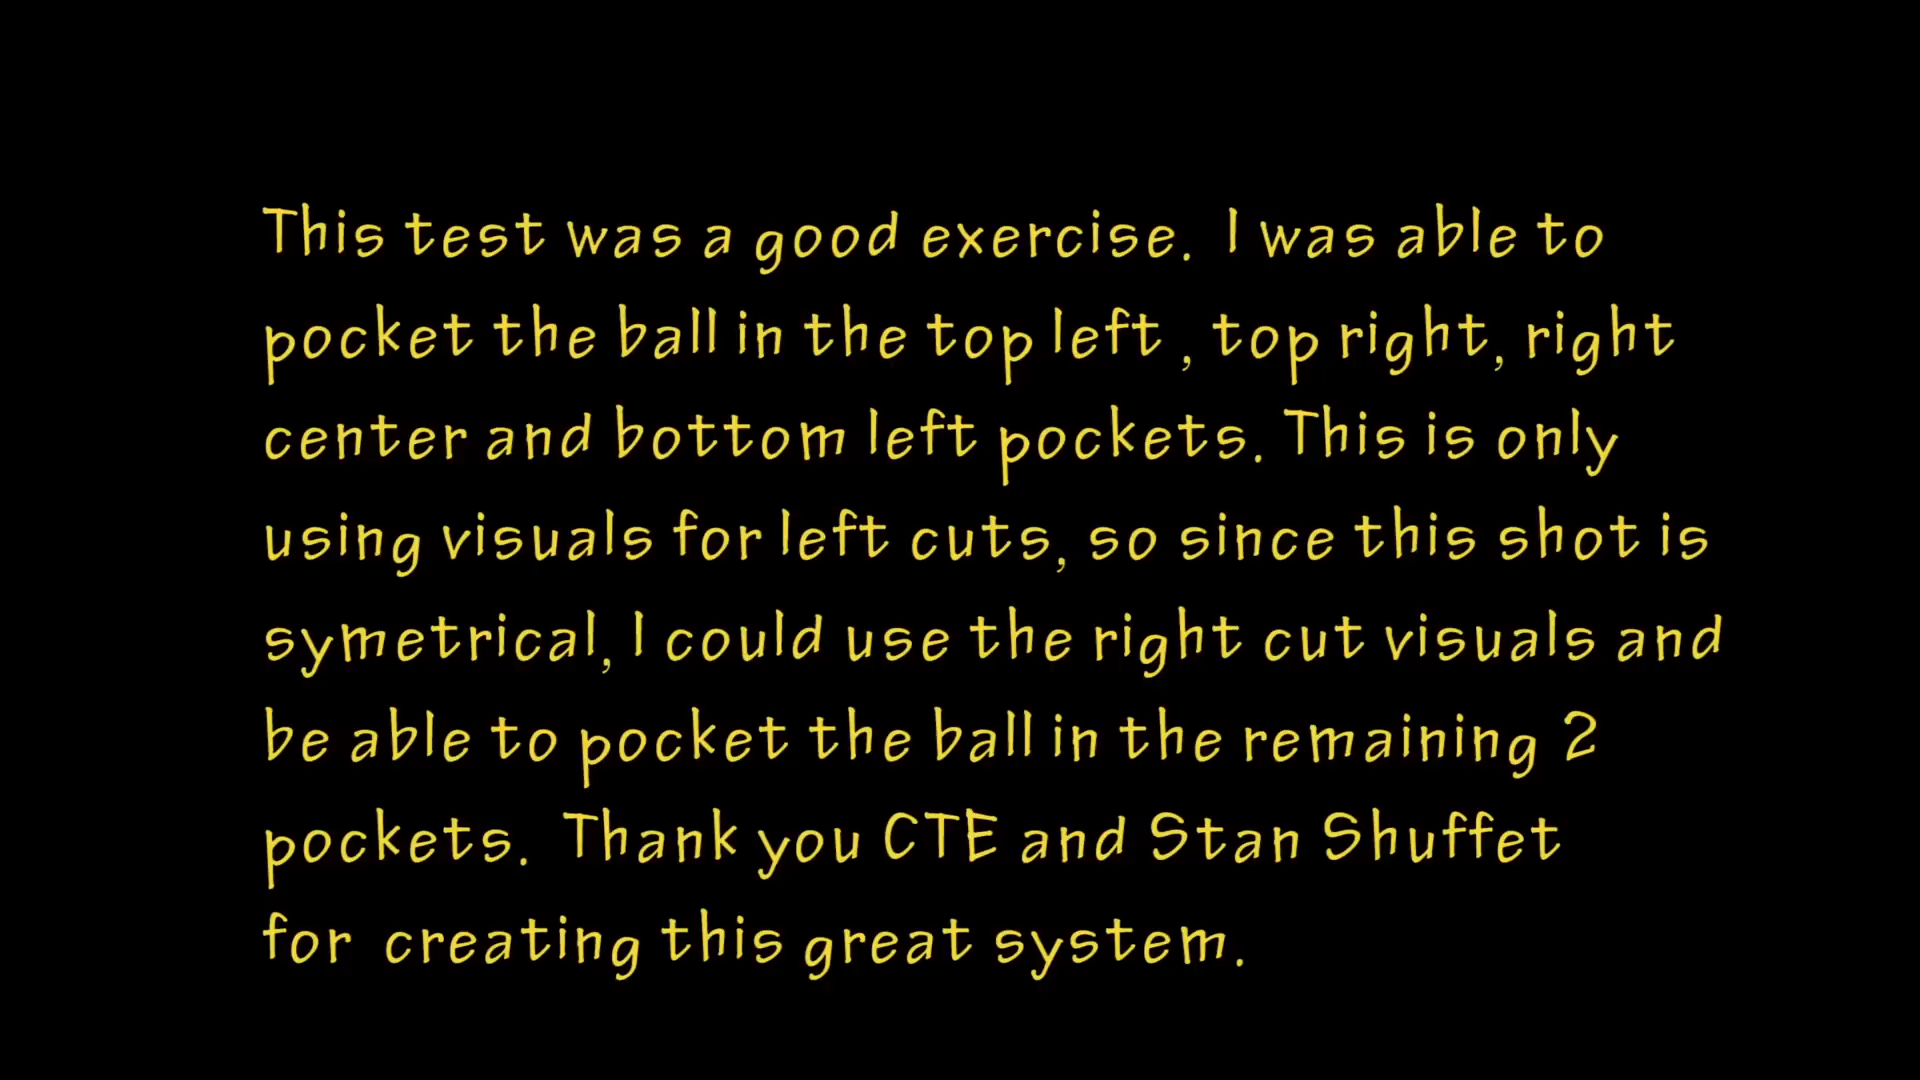 This test was a good exercise.  I was able to
pocket the ball in the top left , top right, right
center and bottom left pockets. This is only
using visuals for left cuts, so since this shot is
symetrical, I could use the right cut visuals and
be able to pocket the ball in the remaining 2
pockets.  Thank you CTE and Stan Shuffet
for  creating this great system.